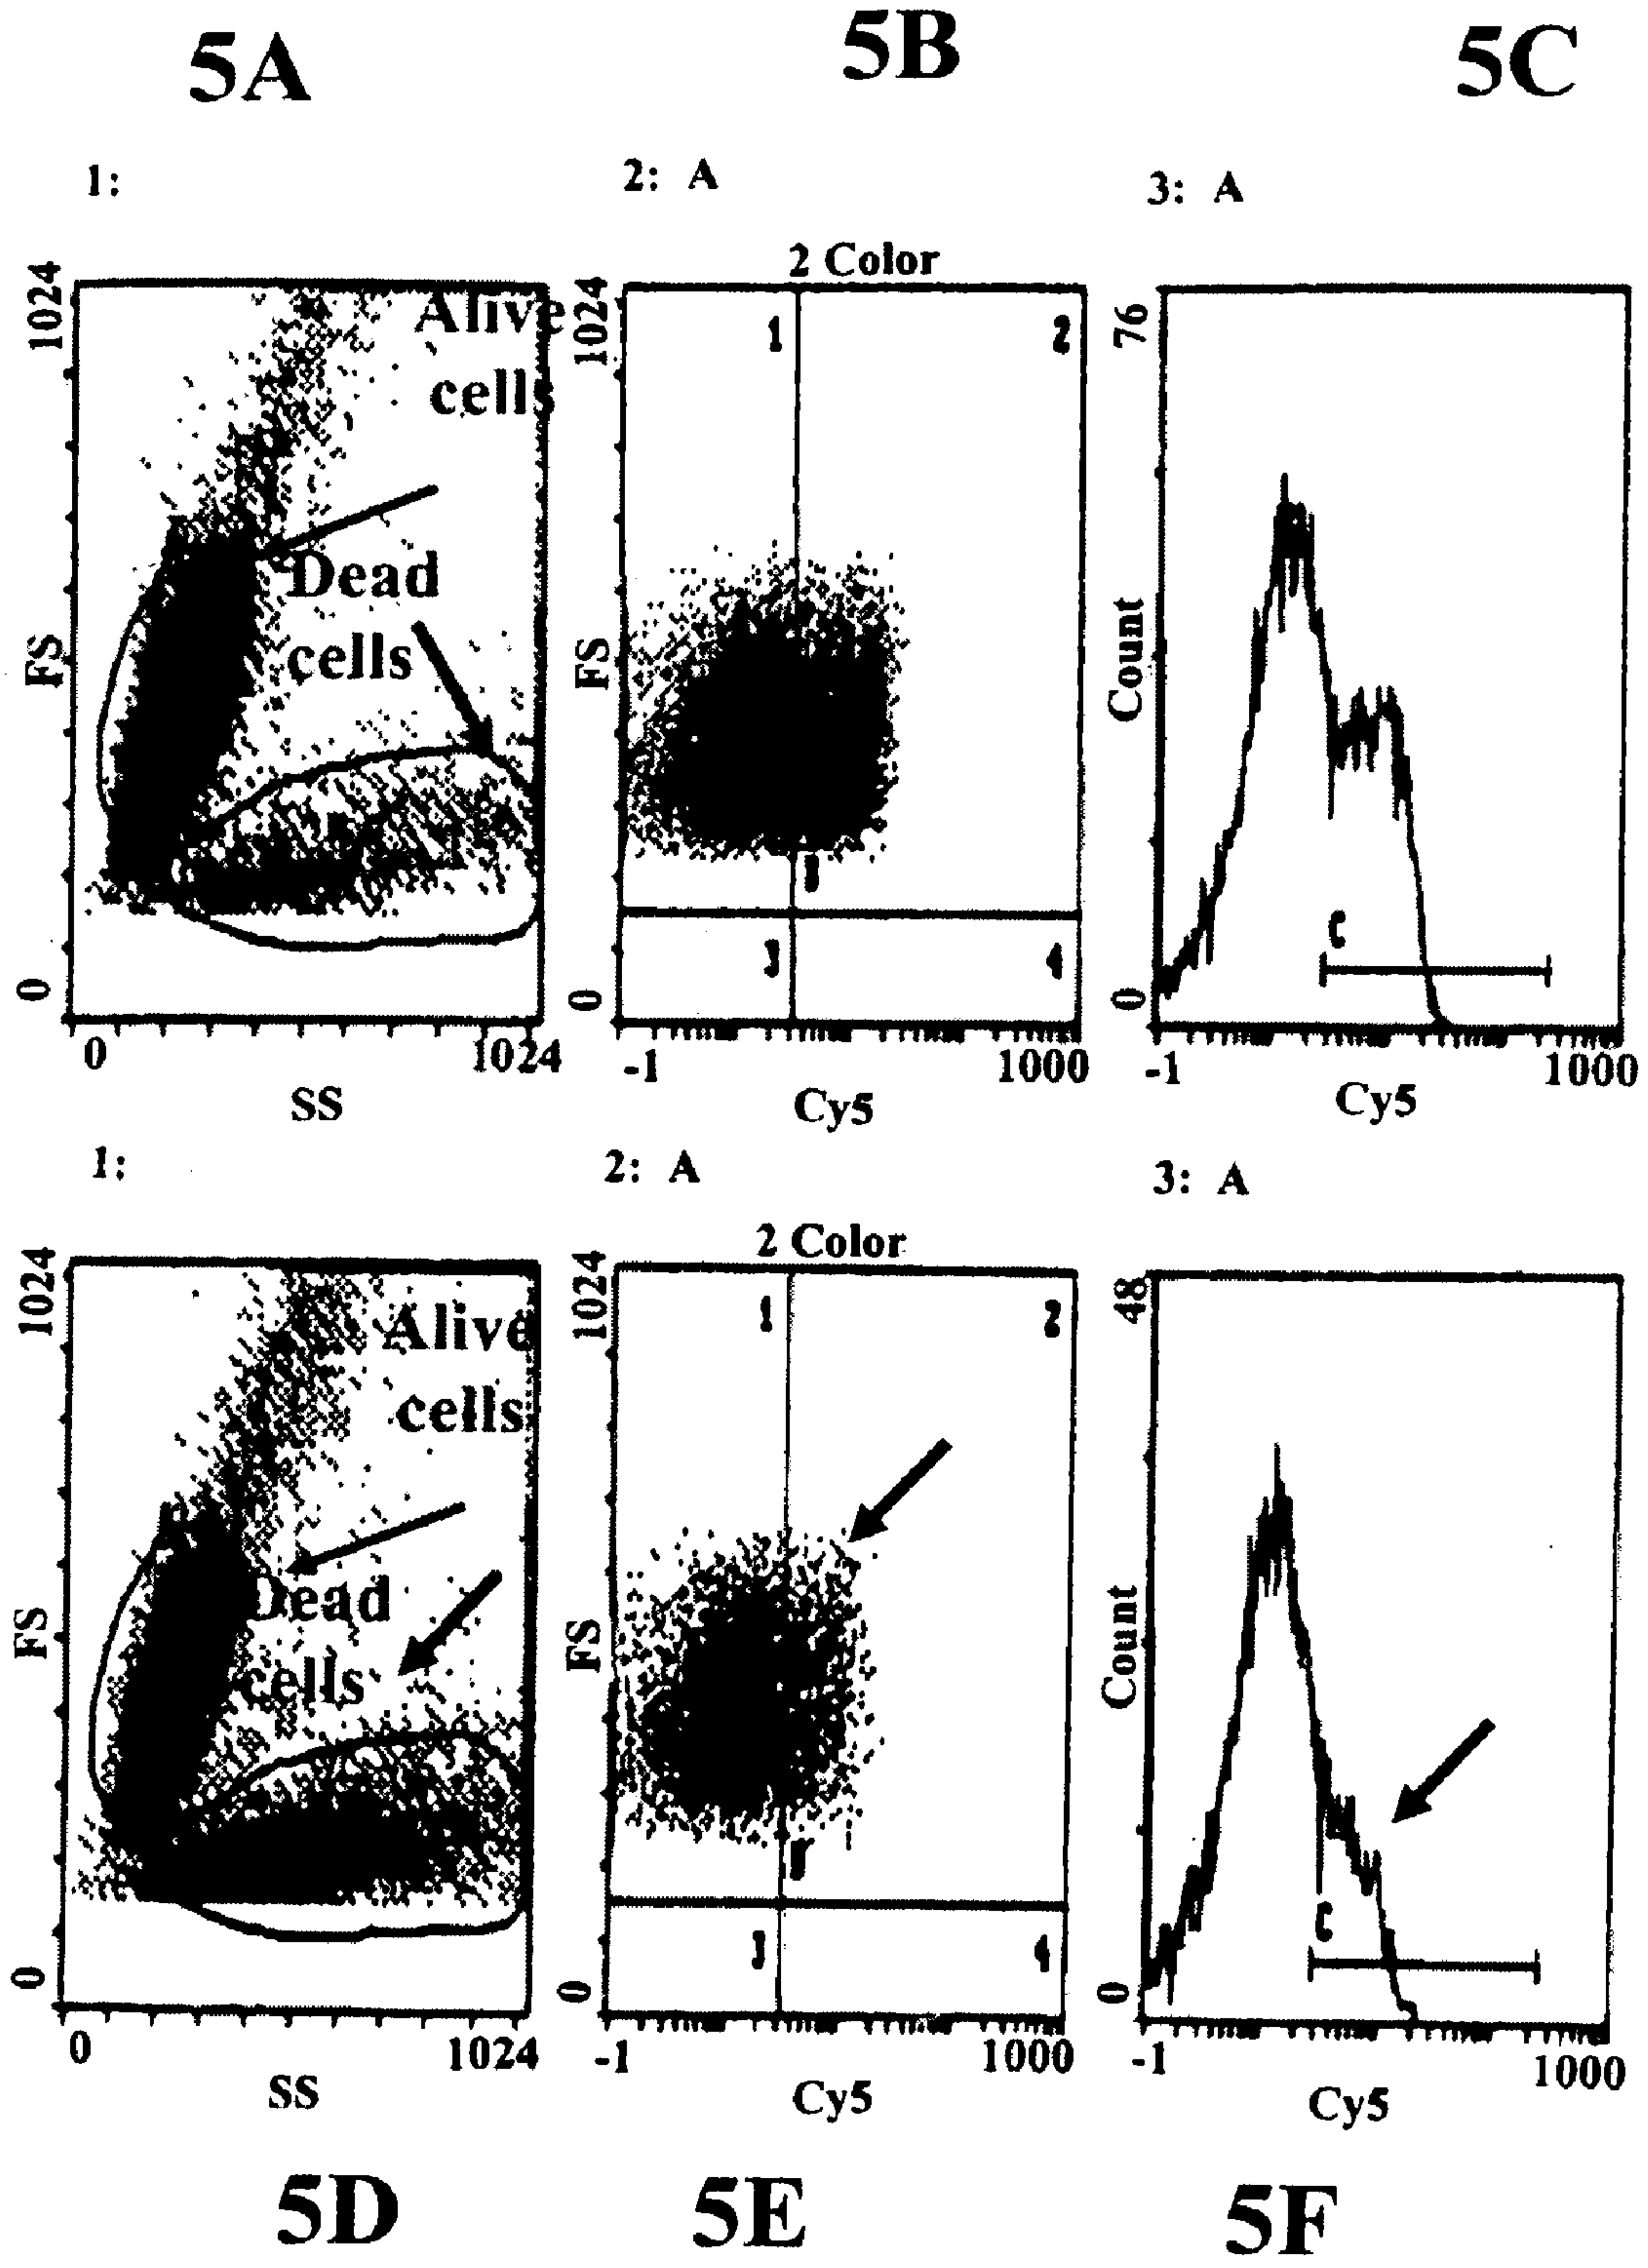 5A
5B
5C
1:
2: A
3: A
2 Color
1024
FS
0
Alive
cells
Dead
cells
0
1024
SS
1024
FS
0
1
2
3
4
-1
1000
Cy5
76
Count
0
C
-1
1000
Cy5
1:
2: A
3: A
2 Color
1024
FS
0
Alive
cells
Dead
cells
0
1024
SS
1024
FS
0
1
2
3
4
-1
1000
Cy5
48
Count
0
C
-1
1000
Cy5
5D
5E
5F